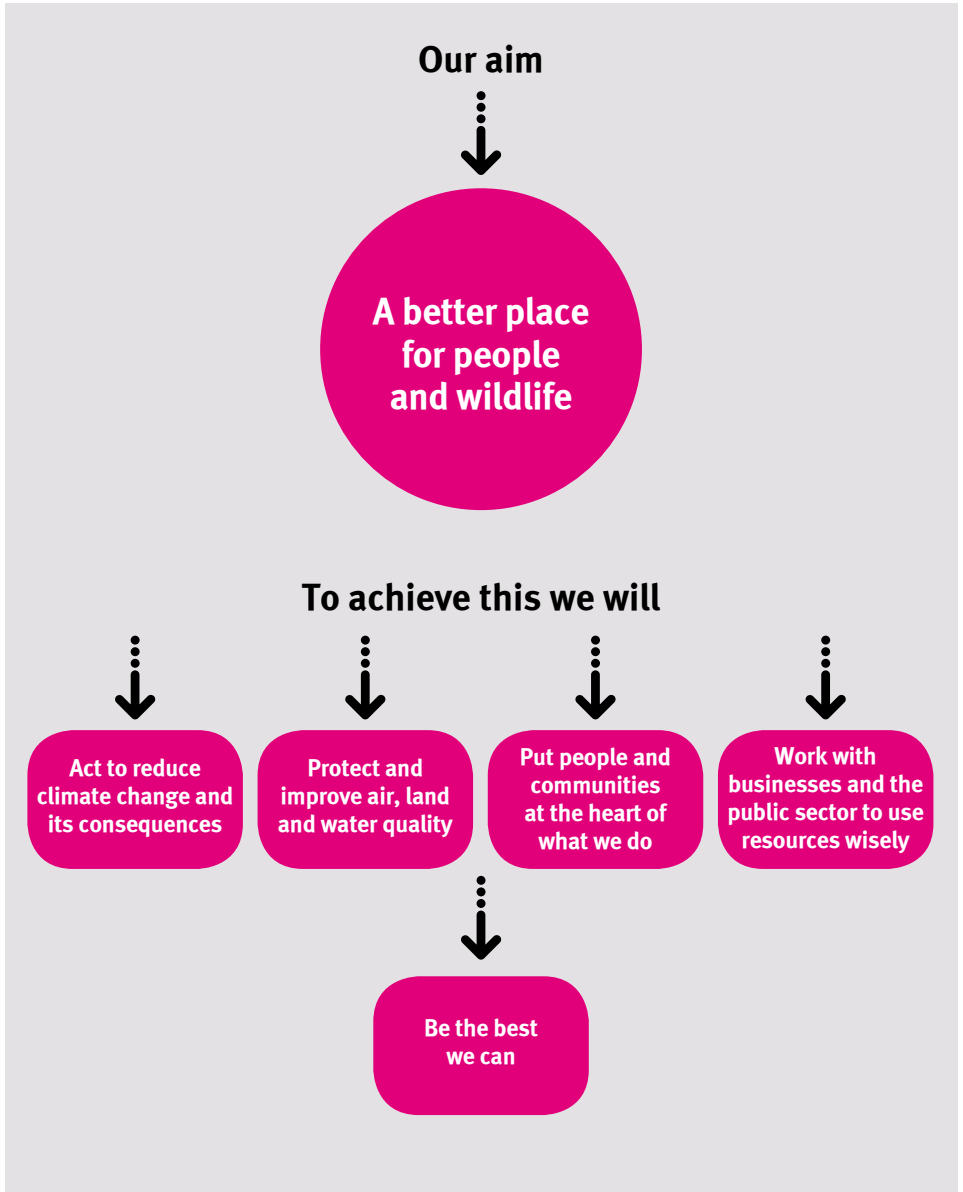 Our aim
A better place
for people
and wildlife
To achieve this we will
Act to reduce
climate change and
its consequences
Protect and
improve air, land
and water quality
Put people and
communities
at the heart of
what we do
Work with
businesses and the
public sector to use
resources wisely
Be the best
we can